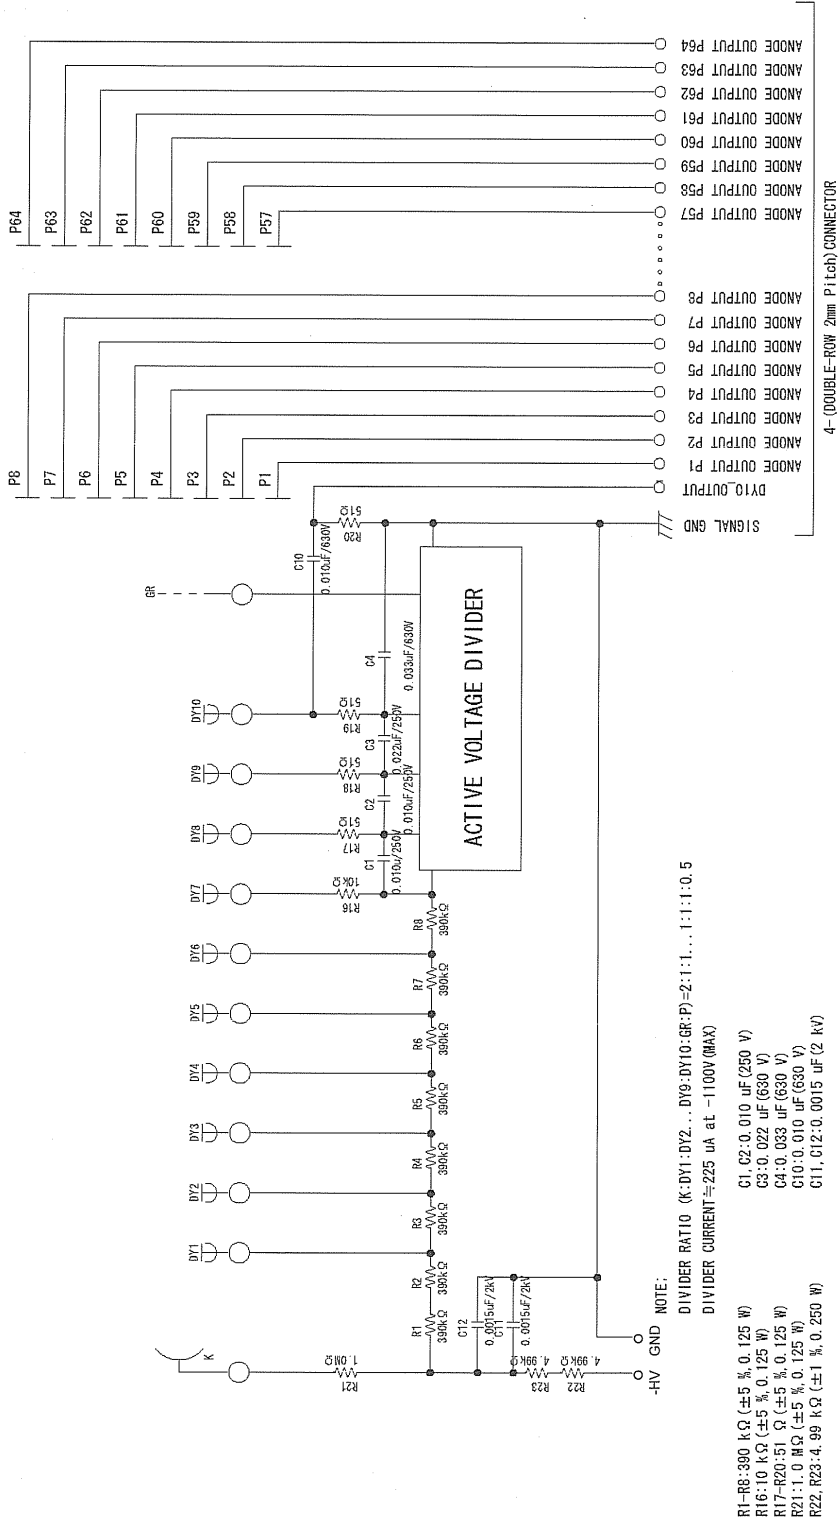 P64
P63
P62
P61
P60
P59
P58
P57
P8
P7
P6
P5
P4
P3
P2
P1
ANODE OUTPUT P64
ANODE OUTPUT P63
ANODE OUTPUT P62
ANODE OUTPUT P61
ANODE OUTPUT P60
ANODE OUTPUT P59
ANODE OUTPUT P58
ANODE OUTPUT P57
ANODE OUTPUT P8
ANODE OUTPUT P7
ANODE OUTPUT P6
ANODE OUTPUT P5
ANODE OUTPUT P4
ANODE OUTPUT P3
ANODE OUTPUT P2
ANODE OUTPUT P1
DY10_OUTPUT
SIGNAL GND
4-(DOUBLE-ROW 2mm Pitch)CONNECTOR
GR
DY10
DY9
DY8
DY7
DY6
DY5
DY4
DY3
DY2
DY1
K
C10
0.010uF/630V
51Ω
R20
C4
0.033uF/630V
51Ω
R19
C3
0.022uF/250V
51Ω
R18
C2
0.010uF/250V
51Ω
R17
C1
0.010u/250V
10kΩ
R16
ACTIVE VOLTAGE DIVIDER
R8
390kΩ
R7
390kΩ
R6
390kΩ
R5
390kΩ
R4
390kΩ
R3
390kΩ
R2
390kΩ
R1
390kΩ
1.0MΩ
R21
C12
0.0015uF/2kV
C11
0.0015uF/2kV
4.99kΩ
R23
4.99kΩ
R22
-HV
GND
NOTE;
DIVIDER RATIO (K:DY1:DY2...DY9:DY10:GR:P)=2:1:1...1:1:1:0.5
DIVIDER CURRENT≒225 uA at -1100V(MAX)
R1-R8:390 kΩ(±5 %,0.125 W)
R16:10 kΩ(±5 %,0.125 W)
R17-R20:51 Ω(±5 %,0.125 W)
R21:1.0 MΩ(±5 %,0.125 W)
R22,R23:4.99 kΩ(±1 %,0.250 W)
C1,C2:0.010 uF(250 V)
C3:0.022 uF(630 V)
C4:0.033 uF(630 V)
C10:0.010 uF(630 V)
C11,C12:0.0015 uF(2 kV)